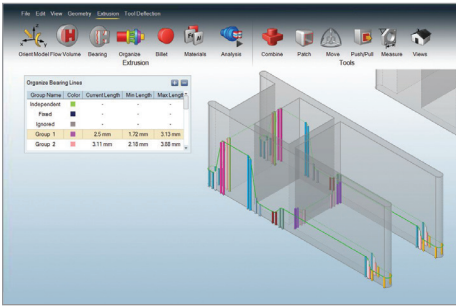 File Edit View Geometry Extrusion Tool Deflection
Orient Model Flow Volume Bearing Organize Billet Materials Analysis Combine Patch Move Push/Pull Measure Views
Extrusion Tools
Organize Bearing Lines
Group Name Color Current Length Min Length Max Length
Independent - - -
Fixed - - -
Ignored - - -
Group 1 2.5 mm 1.72 mm 3.13 mm
Group 2 3.11 mm 2.16 mm 3.88 mm